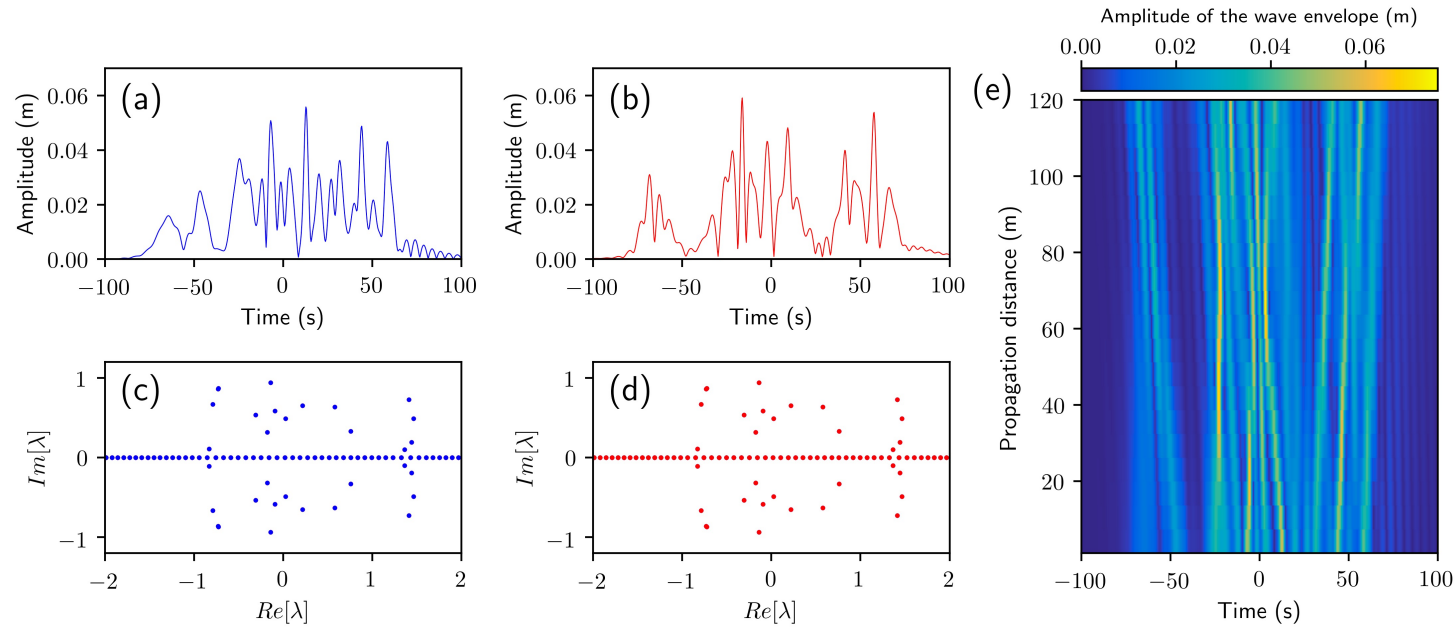 Amplitude of the wave envelope (m)
0.00 0.02 0.04 0.06
(a)
Amplitude (m)
0.06
0.04
0.02
0.00
−100 −50 0 50 100
Time (s)
(b)
Amplitude (m)
0.06
0.04
0.02
0.00
−100 −50 0 50 100
Time (s)
(c)
Im[λ]
1
0
−1
−2 −1 0 1 2
Re[λ]
(d)
Im[λ]
1
0
−1
−2 −1 0 1 2
Re[λ]
(e)
Propagation distance (m)
120
100
80
60
40
20
−100 −50 0 50 100
Time (s)